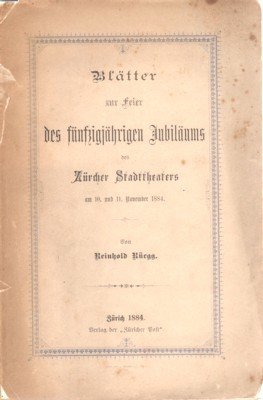 Blätter
zur Feier
des fünfzigjährigen Jubiläums
des
Zürcher Stadttheaters
am 10. und 11. November 1884.
Von
Reinhold Rüegg.
Zürich 1884.
Verlag der „Züricher Post“